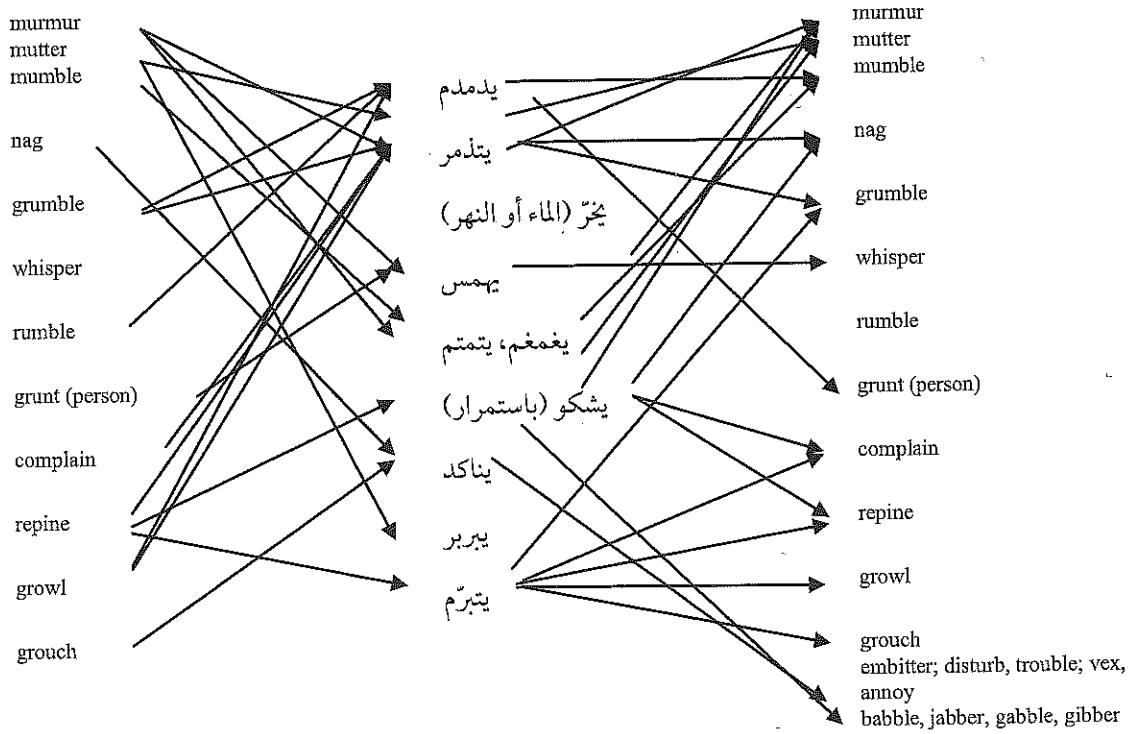 murmur
mutter
mumble
nag
grumble
whisper
rumble
grunt (person)
complain
repine
growl
grouch
يدمدم
يتذمر
يخرّ (الماء أو النهر)
يهمس
يغمغم، يتمتم
يشكو (باستمرار)
يناكد
يبربر
يتبرّم
murmur
mutter
mumble
nag
grumble
whisper
rumble
grunt (person)
complain
repine
growl
grouch
embitter; disturb, trouble; vex,
annoy
babble, jabber, gabble, gibber